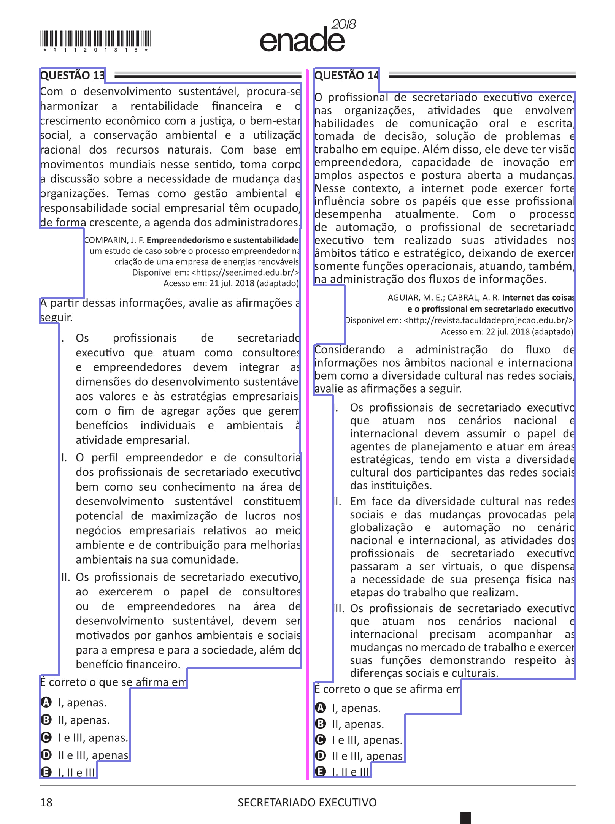 *R11201818*
enade 2018
QUESTÃO 13
Com o desenvolvimento sustentável, procura-se
harmonizar a rentabilidade financeira e o
crescimento econômico com a justiça, o bem-estar
social, a conservação ambiental e a utilização
racional dos recursos naturais. Com base em
movimentos mundiais nesse sentido, toma corpo
a discussão sobre a necessidade de mudança das
organizações. Temas como gestão ambiental e
responsabilidade social empresarial têm ocupado,
de forma crescente, a agenda dos administradores.
COMPARIN, J. F. Empreendedorismo e sustentabilidade:
um estudo de caso sobre o processo empreendedor na
criação de uma empresa de energias renováveis.
Disponível em: <https://seer.imed.edu.br/>
Acesso em: 21 jul. 2018 (adaptado)
A partir dessas informações, avalie as afirmações a
seguir.
I. Os profissionais de secretariado
executivo que atuam como consultores
e empreendedores devem integrar as
dimensões do desenvolvimento sustentável
aos valores e às estratégias empresariais,
com o fim de agregar ações que gerem
benefícios individuais e ambientais à
atividade empresarial.
II. O perfil empreendedor e de consultoria
dos profissionais de secretariado executivo
bem como seu conhecimento na área de
desenvolvimento sustentável constituem
potencial de maximização de lucros nos
negócios empresariais relativos ao meio
ambiente e de contribuição para melhorias
ambientais na sua comunidade.
III. Os profissionais de secretariado executivo,
ao exercerem o papel de consultores
ou de empreendedores na área de
desenvolvimento sustentável, devem ser
motivados por ganhos ambientais e sociais
para a empresa e para a sociedade, além do
benefício financeiro.
É correto o que se afirma em
A I, apenas.
B II, apenas.
C I e III, apenas.
D II e III, apenas
E I, II e III
QUESTÃO 14
O profissional de secretariado executivo exerce,
nas organizações, atividades que envolvem
habilidades de comunicação oral e escrita,
tomada de decisão, solução de problemas e
trabalho em equipe. Além disso, ele deve ter visão
empreendedora, capacidade de inovação em
amplos aspectos e postura aberta a mudanças.
Nesse contexto, a internet pode exercer forte
influência sobre os papéis que esse profissional
desempenha atualmente. Com o processo
de automação, o profissional de secretariado
executivo tem realizado suas atividades nos
âmbitos tático e estratégico, deixando de exercer
somente funções operacionais, atuando, também,
na administração dos fluxos de informações.
AGUIAR, M. E.; CABRAL, A. R. Internet das coisas
e o profissional em secretariado executivo
Disponível em: <http://revista.faculdadeprojecao.edu.br/>
Acesso em: 22 jul. 2018 (adaptado)
Considerando a administração do fluxo de
informações nos âmbitos nacional e internacional
bem como a diversidade cultural nas redes sociais,
avalie as afirmações a seguir.
I. Os profissionais de secretariado executivo
que atuam nos cenários nacional e
internacional devem assumir o papel de
agentes de planejamento e atuar em áreas
estratégicas, tendo em vista a diversidade
cultural dos participantes das redes sociais
das instituições.
II. Em face da diversidade cultural nas redes
sociais e das mudanças provocadas pela
globalização e automação no cenário
nacional e internacional, as atividades dos
profissionais de secretariado executivo
passaram a ser virtuais, o que dispensa
a necessidade de sua presença física nas
etapas do trabalho que realizam.
III. Os profissionais de secretariado executivo
que atuam nos cenários nacional e
internacional precisam acompanhar as
mudanças no mercado de trabalho e exercer
suas funções demonstrando respeito às
diferenças sociais e culturais.
É correto o que se afirma em
A I, apenas.
B II, apenas.
C I e III, apenas.
D II e III, apenas
E I, II e III
18
SECRETARIADO EXECUTIVO